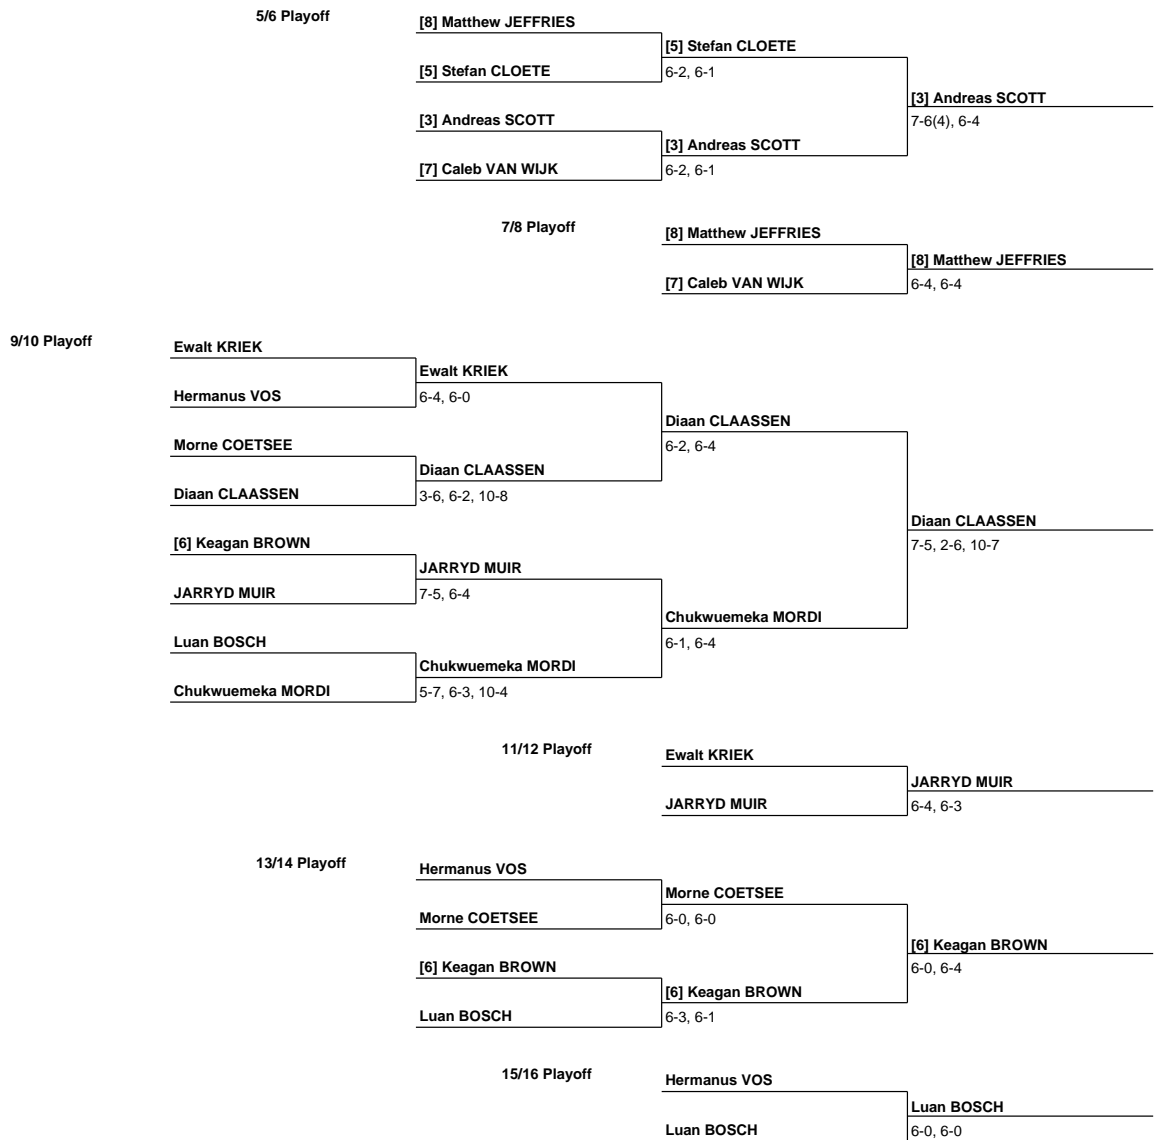 5/6 Playoff
[8] Matthew JEFFRIES
[5] Stefan CLOETE
[5] Stefan CLOETE
6-2, 6-1
[3] Andreas SCOTT
7-6(4), 6-4
[3] Andreas SCOTT
[3] Andreas SCOTT
[7] Caleb VAN WIJK
6-2, 6-1
7/8 Playoff
[8] Matthew JEFFRIES
[8] Matthew JEFFRIES
[7] Caleb VAN WIJK
6-4, 6-4
9/10 Playoff
Ewalt KRIEK
Ewalt KRIEK
Hermanus VOS
6-4, 6-0
Diaan CLAASSEN
6-2, 6-4
Morne COETSEE
Diaan CLAASSEN
Diaan CLAASSEN
3-6, 6-2, 10-8
Diaan CLAASSEN
7-5, 2-6, 10-7
[6] Keagan BROWN
JARRYD MUIR
JARRYD MUIR
7-5, 6-4
Chukwuemeka MORDI
6-1, 6-4
Luan BOSCH
Chukwuemeka MORDI
Chukwuemeka MORDI
5-7, 6-3, 10-4
11/12 Playoff
Ewalt KRIEK
JARRYD MUIR
JARRYD MUIR
6-4, 6-3
13/14 Playoff
Hermanus VOS
Morne COETSEE
Morne COETSEE
6-0, 6-0
[6] Keagan BROWN
6-0, 6-4
[6] Keagan BROWN
[6] Keagan BROWN
Luan BOSCH
6-3, 6-1
15/16 Playoff
Hermanus VOS
Luan BOSCH
Luan BOSCH
6-0, 6-0